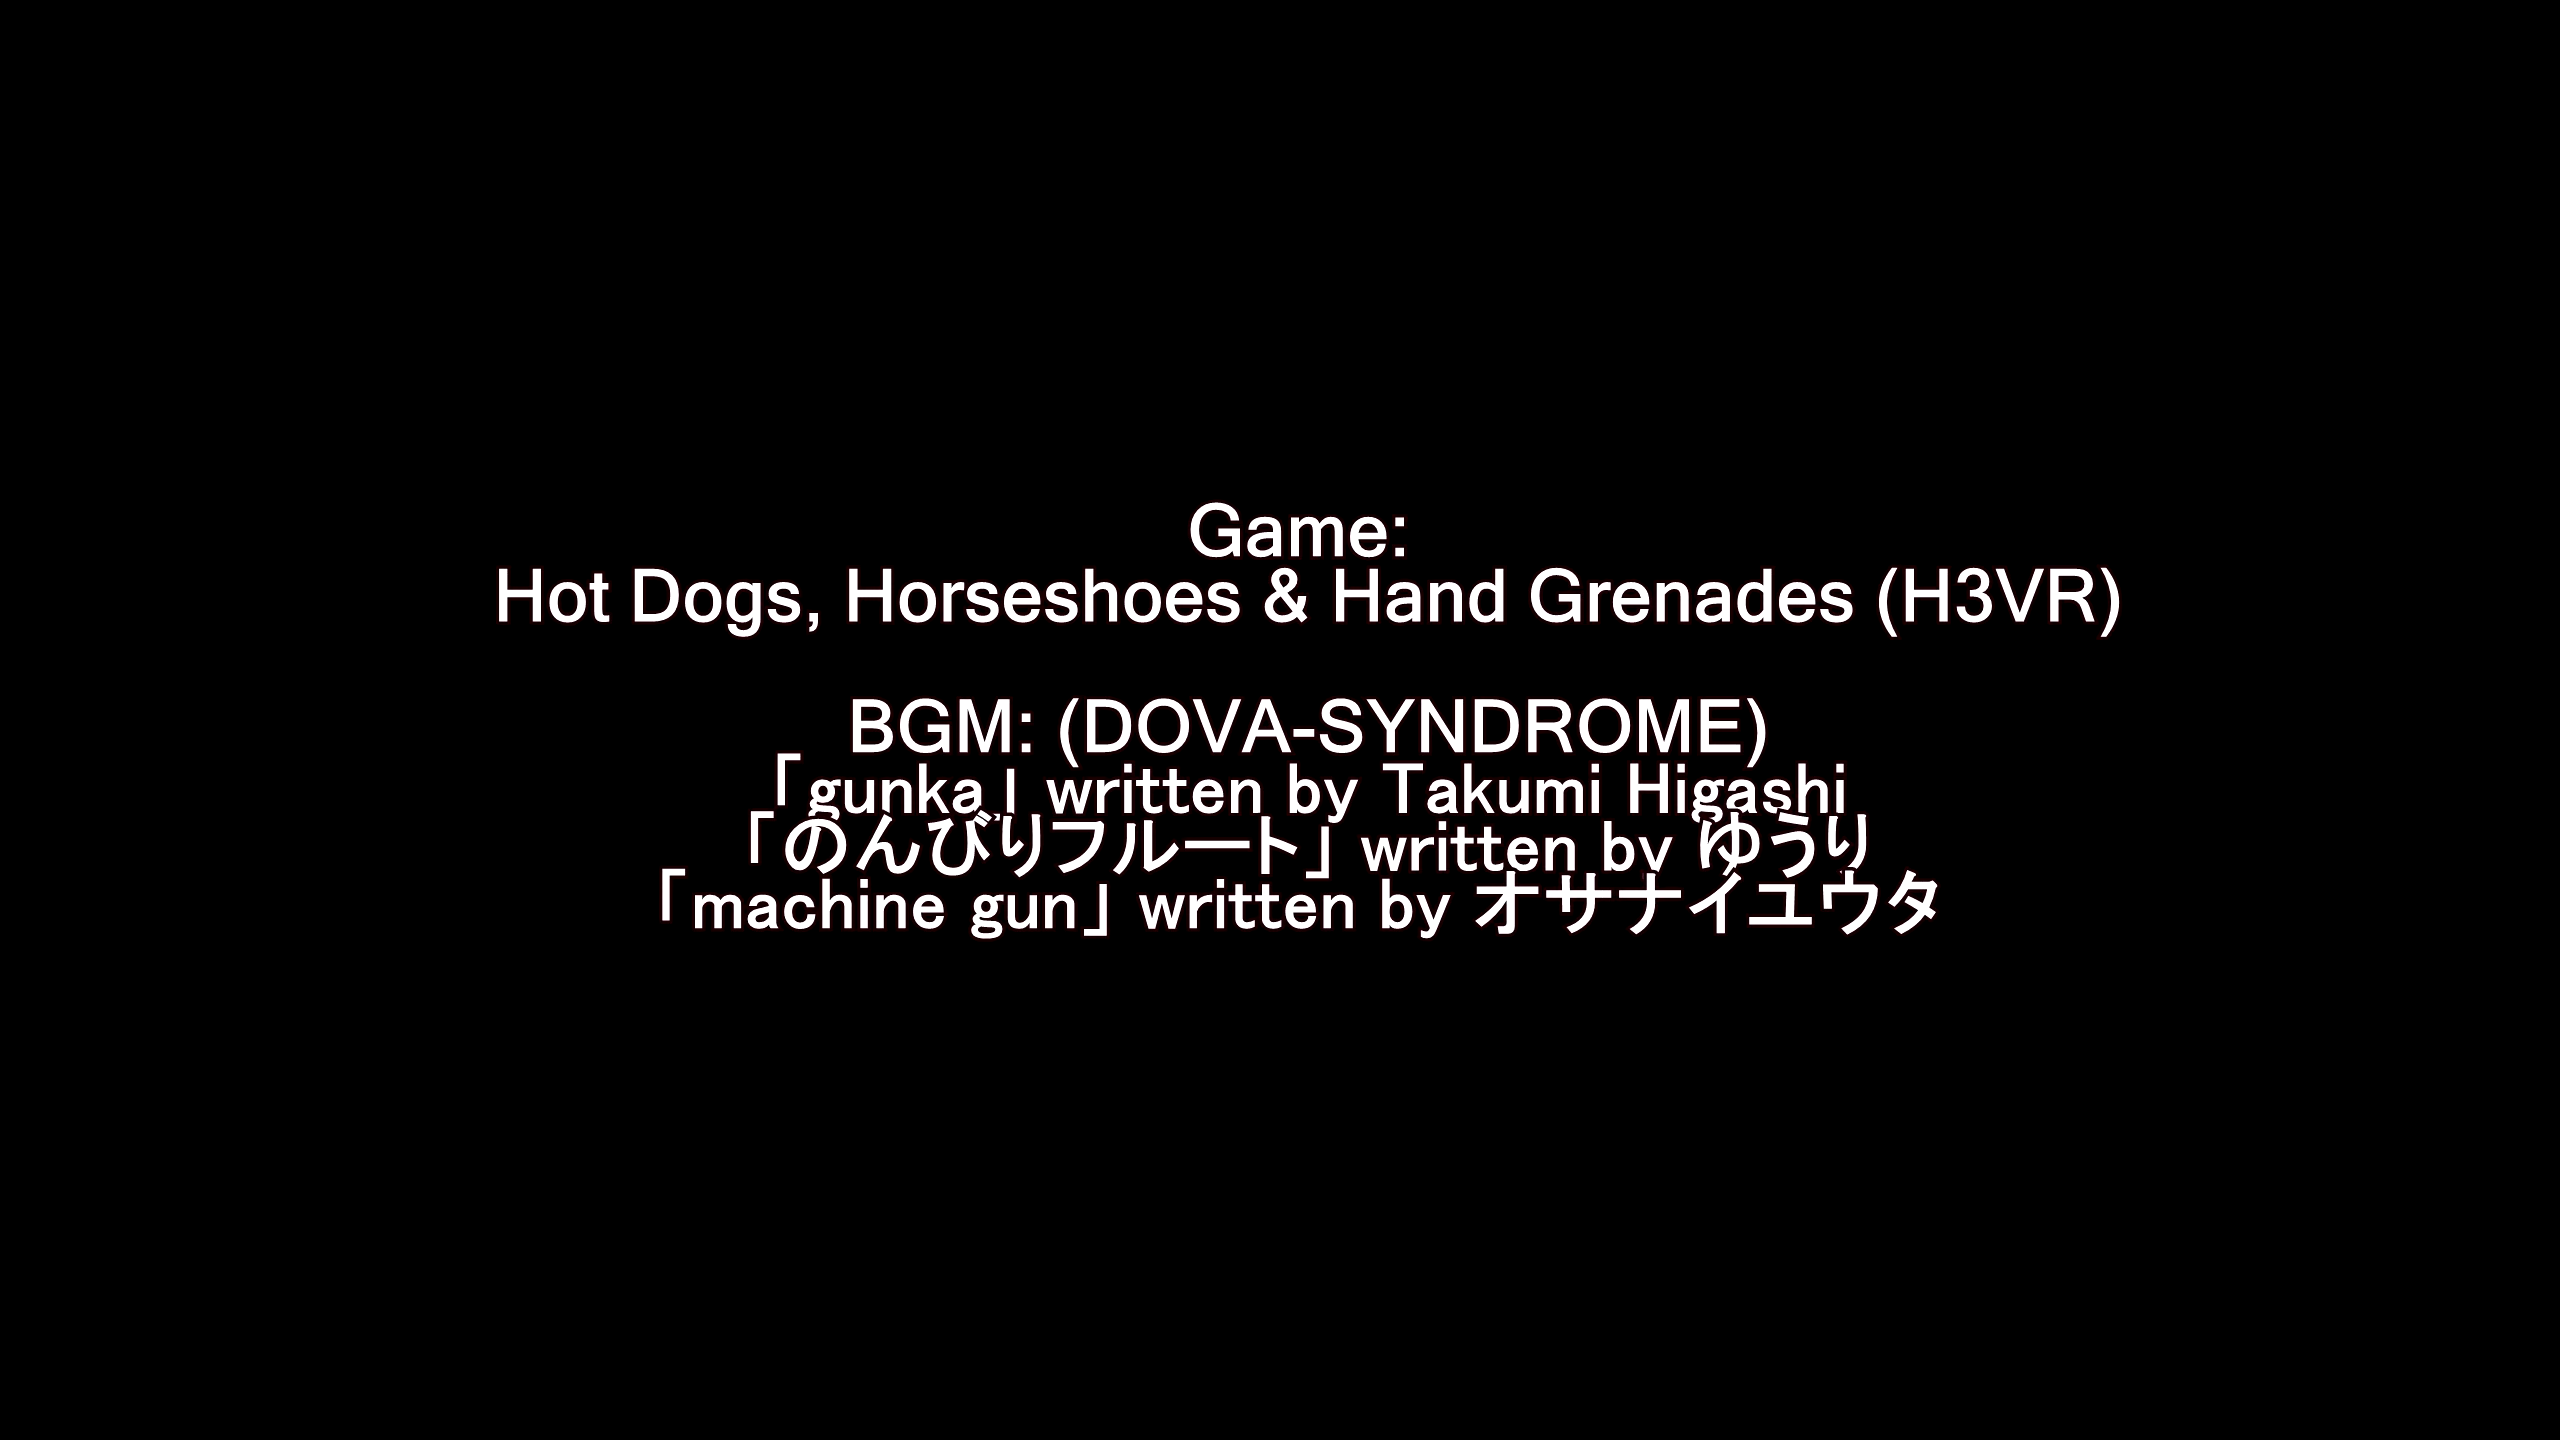 Game:
Hot Dogs, Horseshoes & Hand Grenades (H3VR)
BGM: (DOVA-SYNDROME)
「gunka」 written by Takumi Higashi
「のんびりフルート」 written by ゆうり
「machine gun」 written by オサナイユウタ